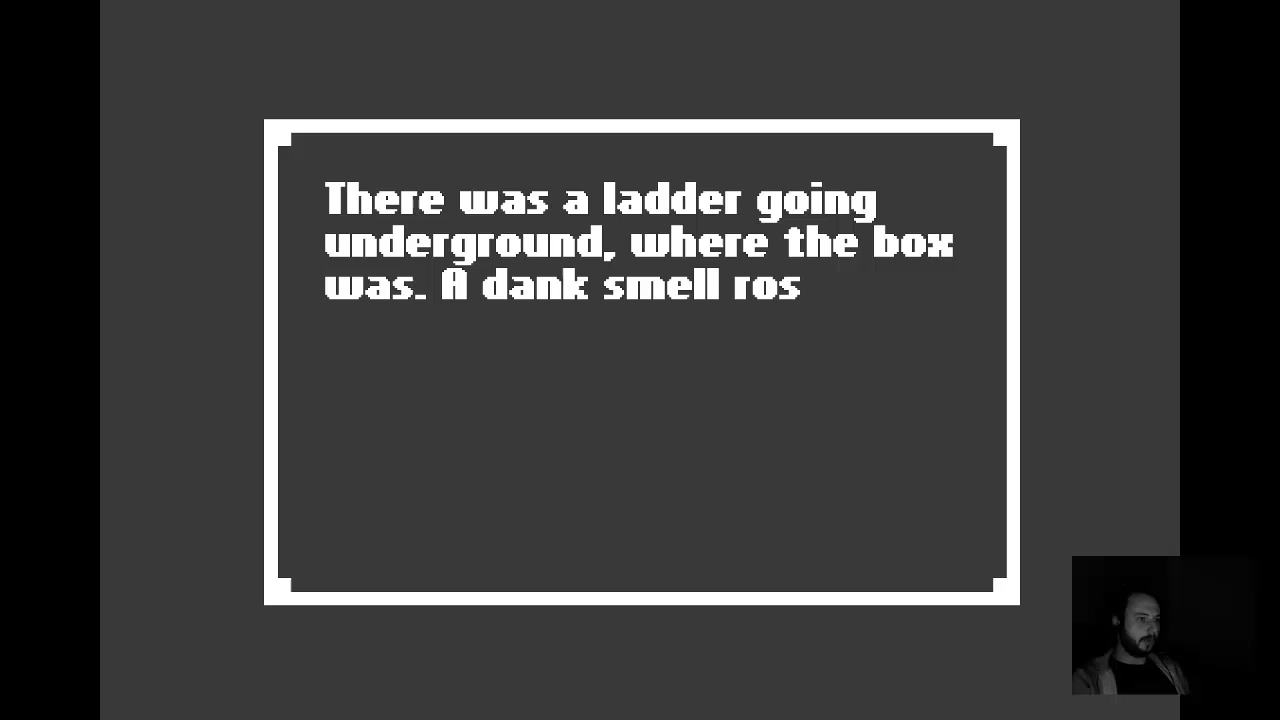 There was a ladder going
underground, where the box
was. A dank smell ros